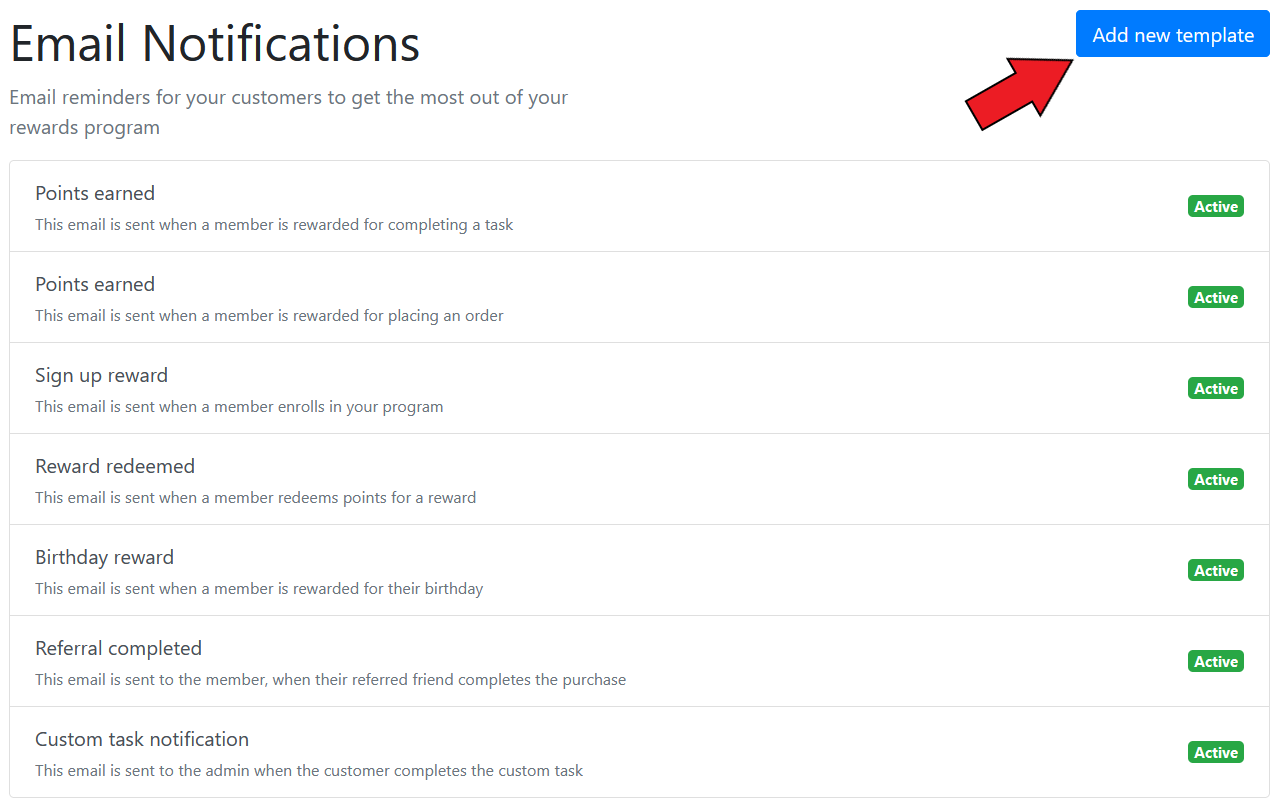 Email Notifications
Add new template
Email reminders for your customers to get the most out of your
rewards program
Points earned
This email is sent when a member is rewarded for completing a task
Active
Points earned
This email is sent when a member is rewarded for placing an order
Active
Sign up reward
This email is sent when a member enrolls in your program
Active
Reward redeemed
This email is sent when a member redeems points for a reward
Active
Birthday reward
This email is sent when a member is rewarded for their birthday
Active
Referral completed
This email is sent to the member, when their referred friend completes the purchase
Active
Custom task notification
This email is sent to the admin when the customer completes the custom task
Active